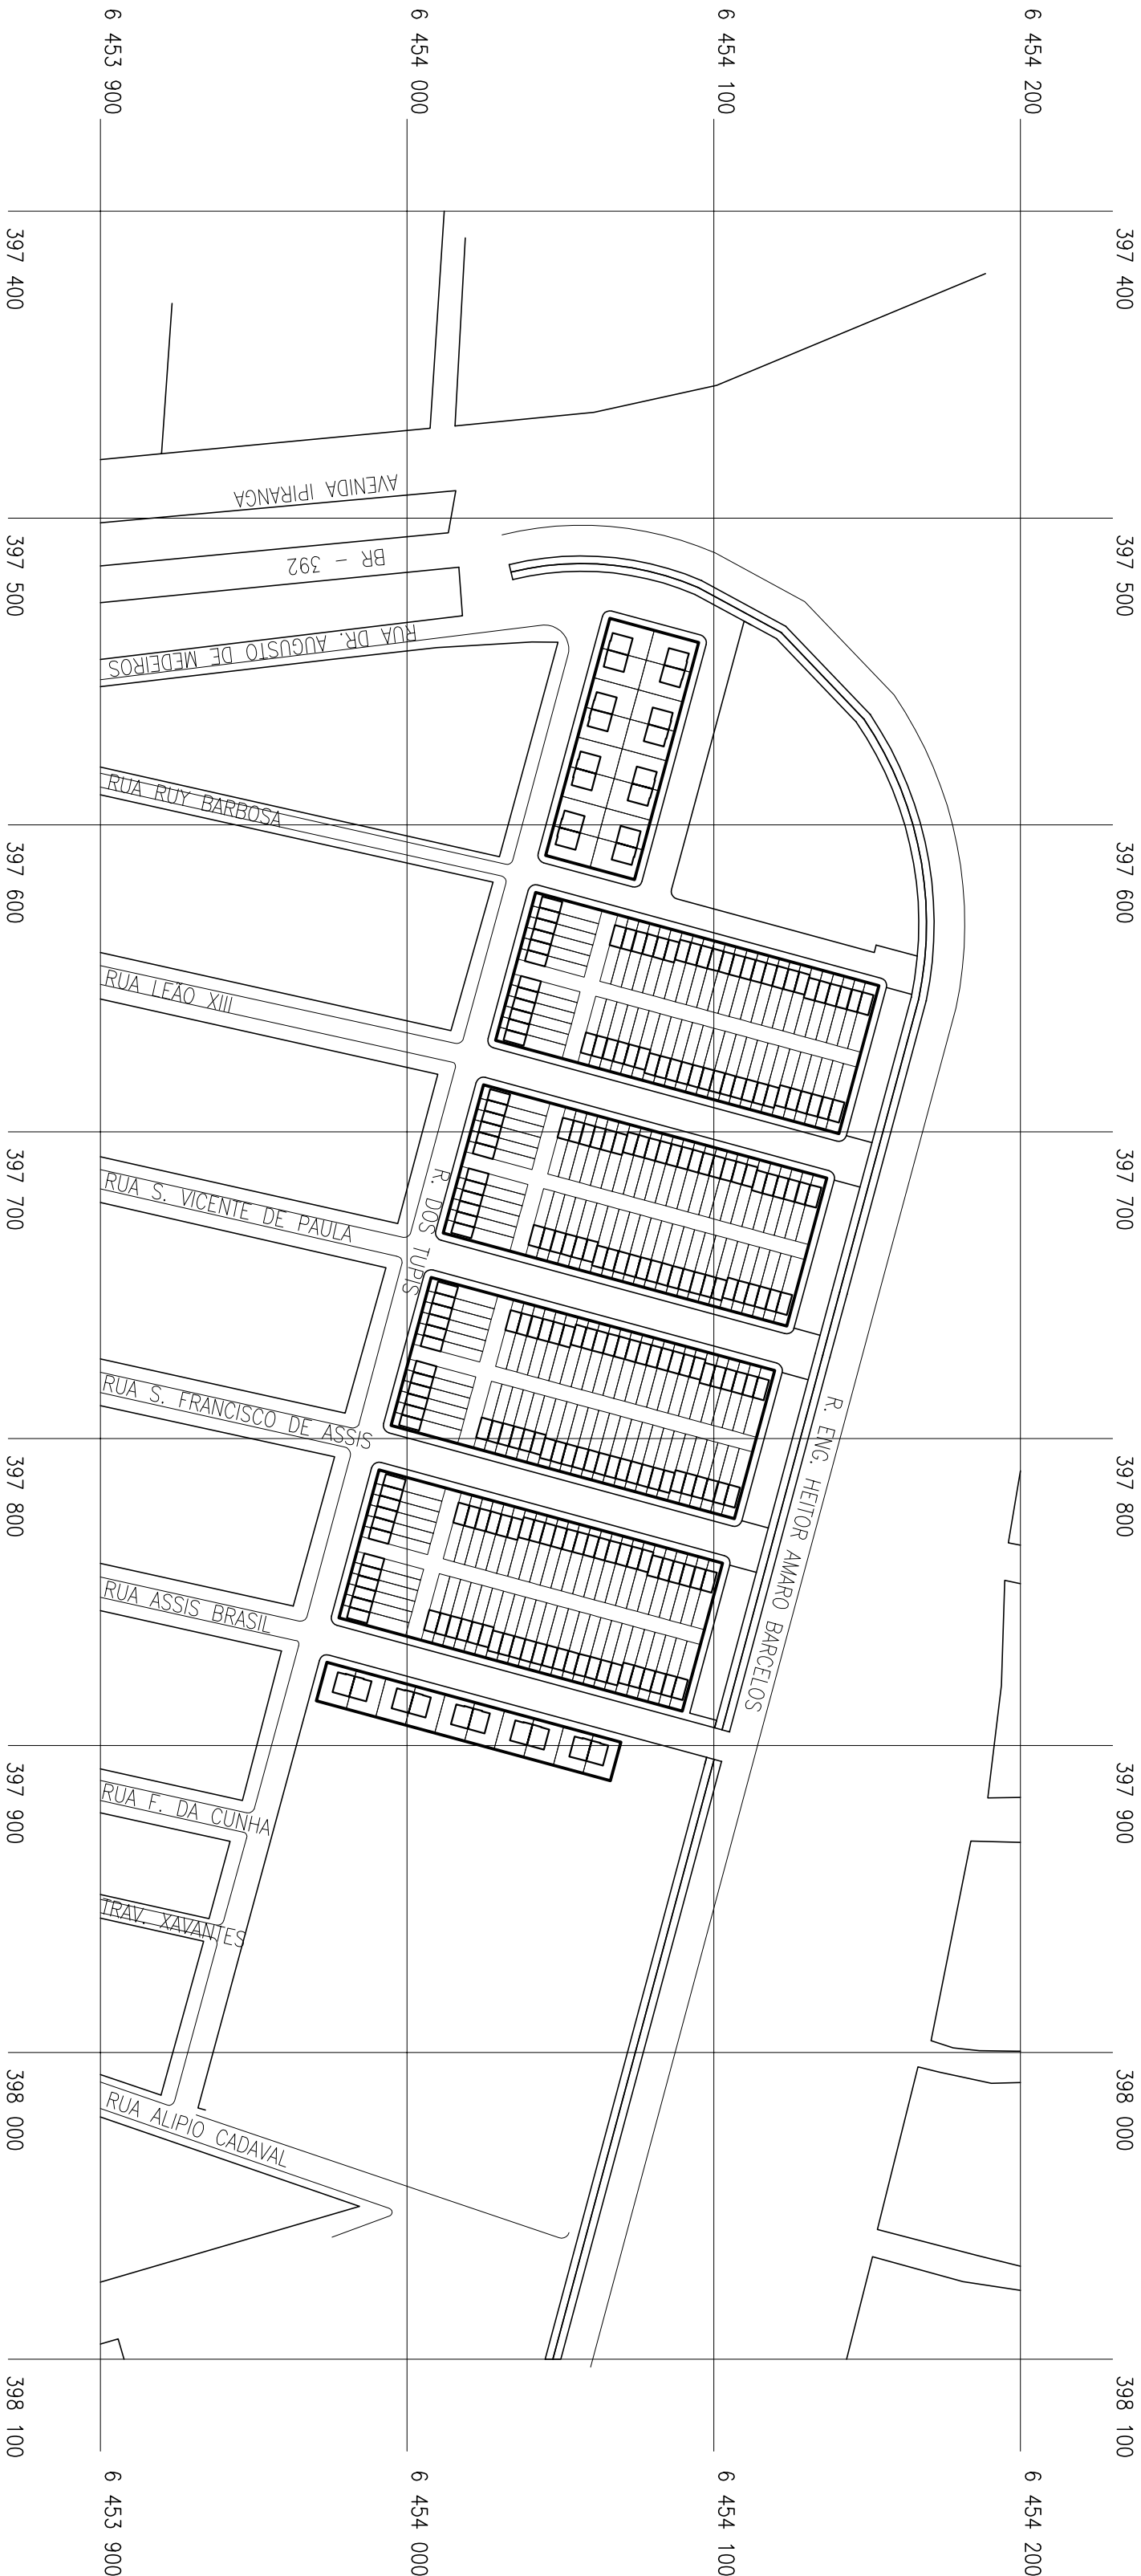 6 453 900
6 454 000
6 454 100
6 454 200
397 400
397 400
AVENIDA IPIRANGA
BR - 392
397 500
397 500
RUA DR. AUGUSTO DE MEDEIROS
RUA RUY BARBOSA
397 600
397 600
RUA LEÃO XIII
RUA S. VICENTE DE PAULA
R. DOS TUPIS
397 700
397 700
RUA S. FRANCISCO DE ASSIS
R. ENG. HEITOR AMARO BARCELOS
397 800
397 800
RUA ASSIS BRASIL
RUA F. DA CUNHA
397 900
397 900
TRAV. XAVANTES
398 000
398 000
RUA ALIPIO CADAVAL
398 100
398 100
6 453 900
6 454 000
6 454 100
6 454 200